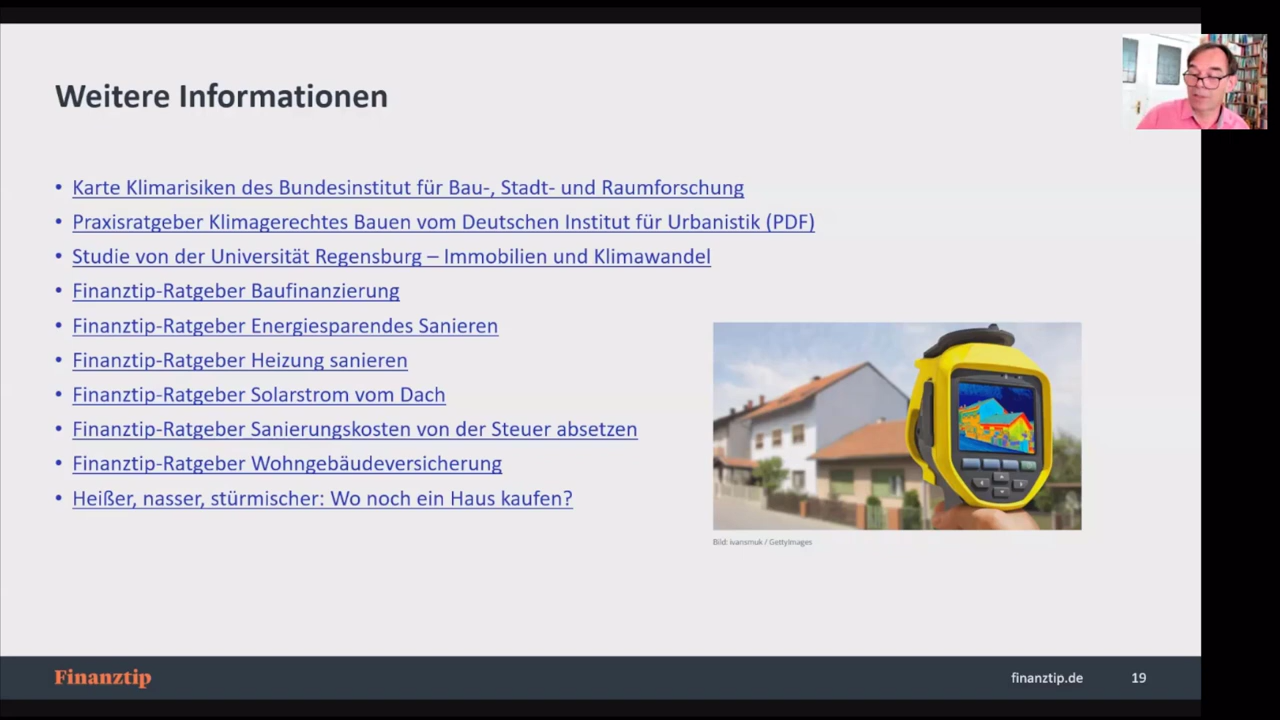 Weitere Informationen
• Karte Klimarisiken des Bundesinstitut für Bau-, Stadt- und Raumforschung
• Praxisratgeber Klimagerechtes Bauen vom Deutschen Institut für Urbanistik (PDF)
• Studie von der Universität Regensburg – Immobilien und Klimawandel
• Finanztip-Ratgeber Baufinanzierung
• Finanztip-Ratgeber Energiesparendes Sanieren
• Finanztip-Ratgeber Heizung sanieren
• Finanztip-Ratgeber Solarstrom vom Dach
• Finanztip-Ratgeber Sanierungskosten von der Steuer absetzen
• Finanztip-Ratgeber Wohngebäudeversicherung
• Heißer, nasser, stürmischer: Wo noch ein Haus kaufen?
Bild: ivansmuk / GettyImages
Finanztip
finanztip.de
19